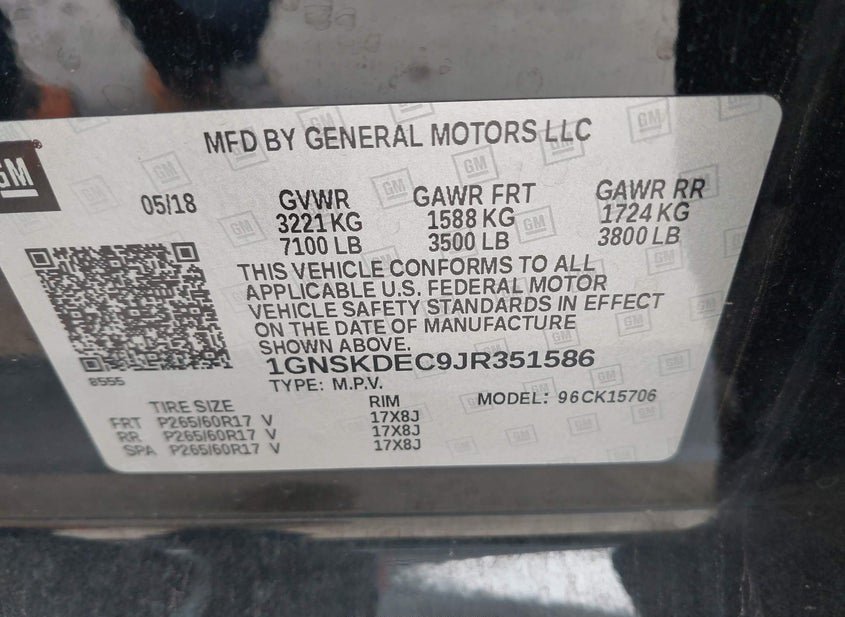 GM
MFD BY GENERAL MOTORS LLC
05/18 GVWR GAWR FRT GAWR RR
3221 KG 1588 KG 1724 KG
7100 LB 3500 LB 3800 LB
THIS VEHICLE CONFORMS TO ALL
APPLICABLE U.S. FEDERAL MOTOR
VEHICLE SAFETY STANDARDS IN EFFECT
ON THE DATE OF MANUFACTURE
SHOWN ABOVE.
1GNSKDEC9JR351586
8555 TYPE: M.P.V. MODEL: 96CK15706
TIRE SIZE RIM
FRT P265/60R17 V 17X8J
RR P265/60R17 V 17X8J
SPA P265/60R17 V 17X8J